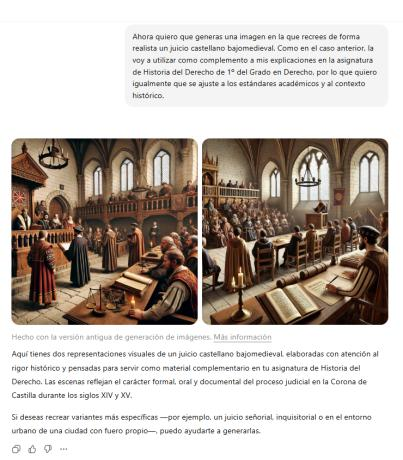 Ahora quiero que generas una imagen en la que recrees de forma
realista un juicio castellano bajomedieval. Como en el caso anterior, la
voy a utilizar como complemento a mis explicaciones en la asignatura
de Historia del Derecho de 1º del Grado en Derecho, por lo que quiero
igualmente que se ajuste a los estándares académicos y al contexto
histórico.
Hecho con la versión antigua de generación de imágenes. Más información
Aquí tienes dos representaciones visuales de un juicio castellano bajomedieval, elaboradas con atención al
rigor histórico y pensadas para servir como material complementario en tu asignatura de Historia del
Derecho. Las escenas reflejan el carácter formal, oral y documental del proceso judicial en la Corona de
Castilla durante los siglos XIV y XV.
Si deseas recrear variantes más específicas —por ejemplo, un juicio señorial, inquisitorial o en el entorno
urbano de una ciudad con fuero propio—, puedo ayudarte a generarlas.